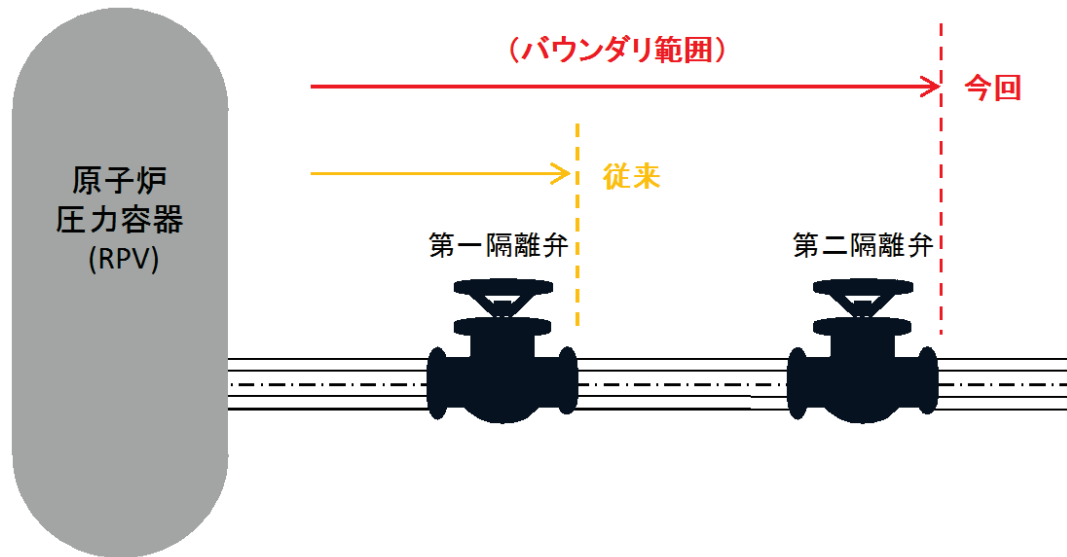 (バウンダリ範囲)
今回
従来
原子炉
圧力容器
(RPV)
第一隔離弁
第二隔離弁